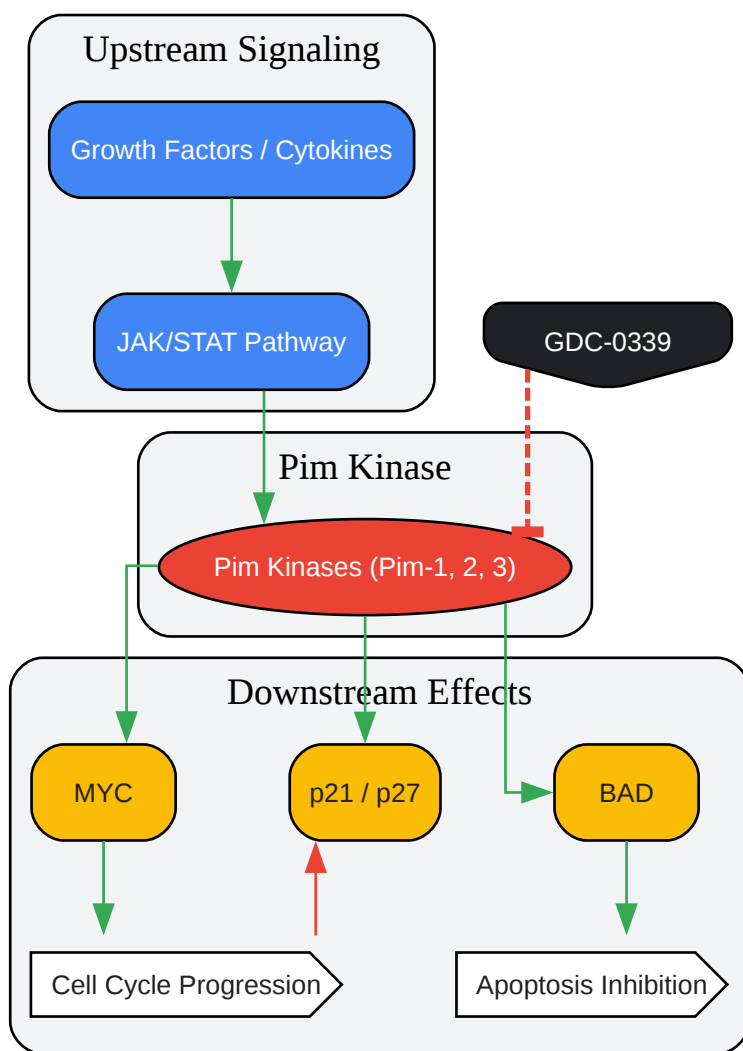 Upstream Signaling
Growth Factors / Cytokines
JAK/STAT Pathway
GDC-0339
Pim Kinase
Pim Kinases (Pim-1, 2, 3)
Downstream Effects
MYC
p21 / p27
BAD
Cell Cycle Progression
Apoptosis Inhibition